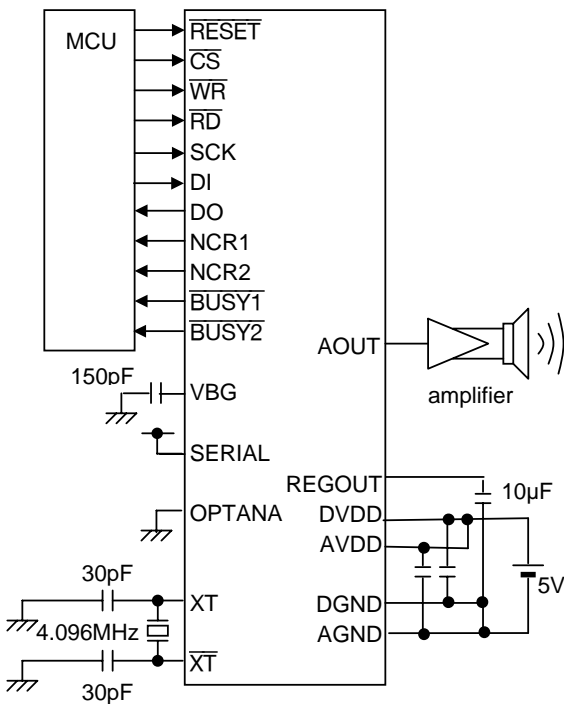 MCU
RESET
CS
WR
RD
SCK
DI
DO
NCR1
NCR2
BUSY1
BUSY2
AOUT
amplifier
150pF
VBG
SERIAL
REGOUT
10µF
OPTANA
DVDD
AVDD
5V
30pF
XT
DGND
4.096MHz
AGND
XT
30pF